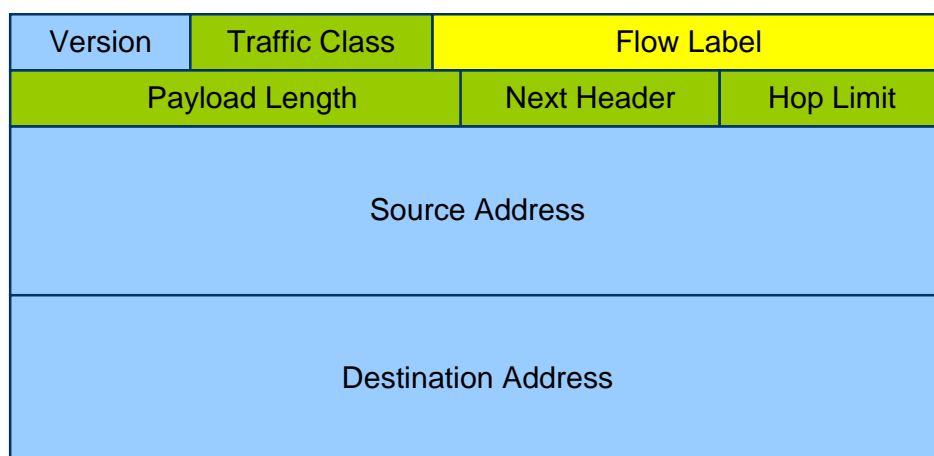 Version Traffic Class Flow Label
Payload Length Next Header Hop Limit
Source Address
Destination Address